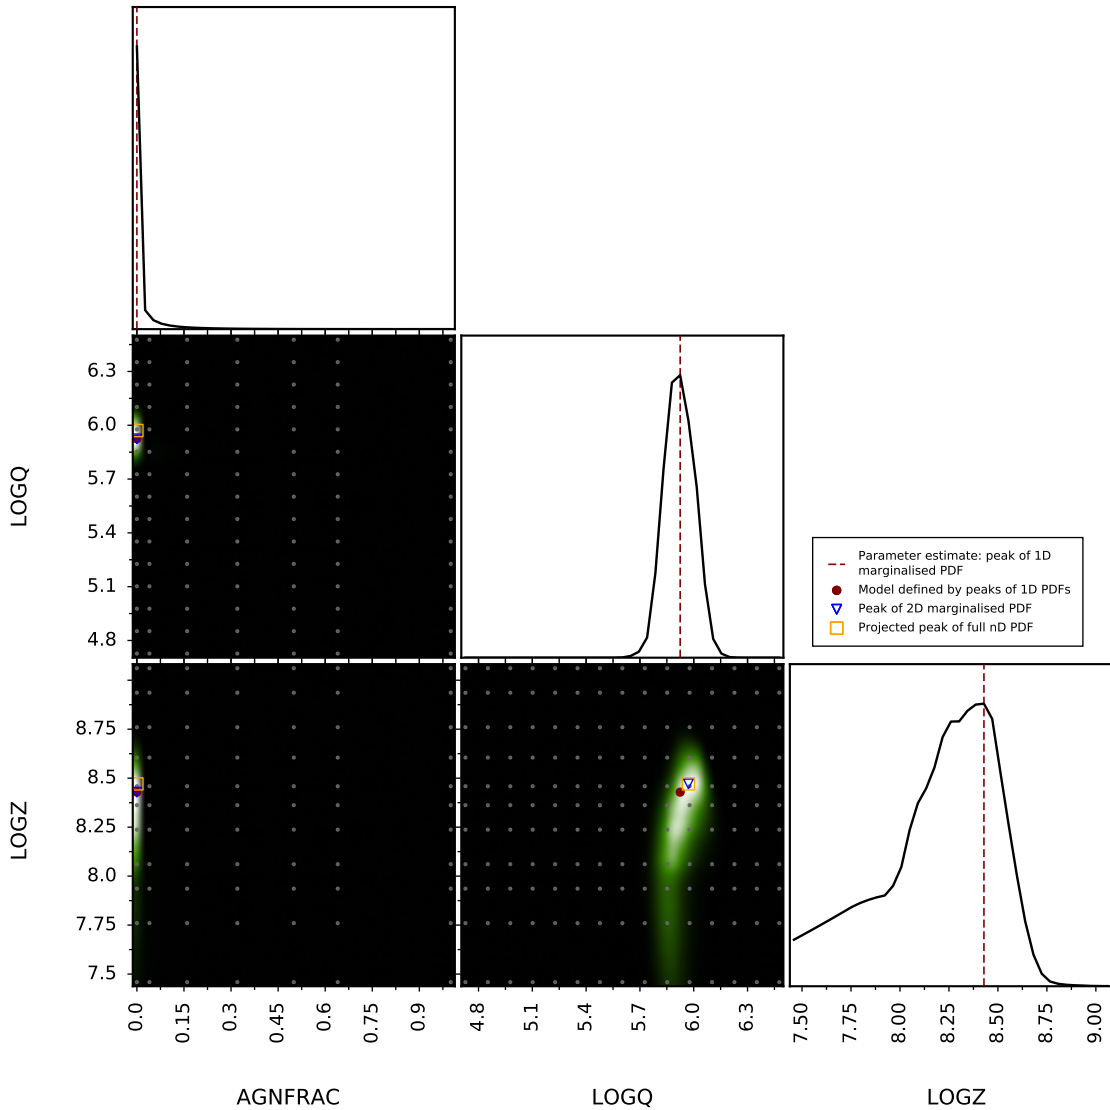 6.3
6.0
5.7
5.4
5.1
4.8
LOGQ
Parameter estimate: peak of 1D
marginalised PDF
Model defined by peaks of 1D PDFs
Peak of 2D marginalised PDF
Projected peak of full nD PDF
8.75
8.5
8.25
8.0
7.75
7.5
LOGZ
0.0 0.15 0.3 0.45 0.6 0.75 0.9
4.8 5.1 5.4 5.7 6.0 6.3
7.50 7.75 8.00 8.25 8.50 8.75 9.00
AGNFRAC LOGQ LOGZ